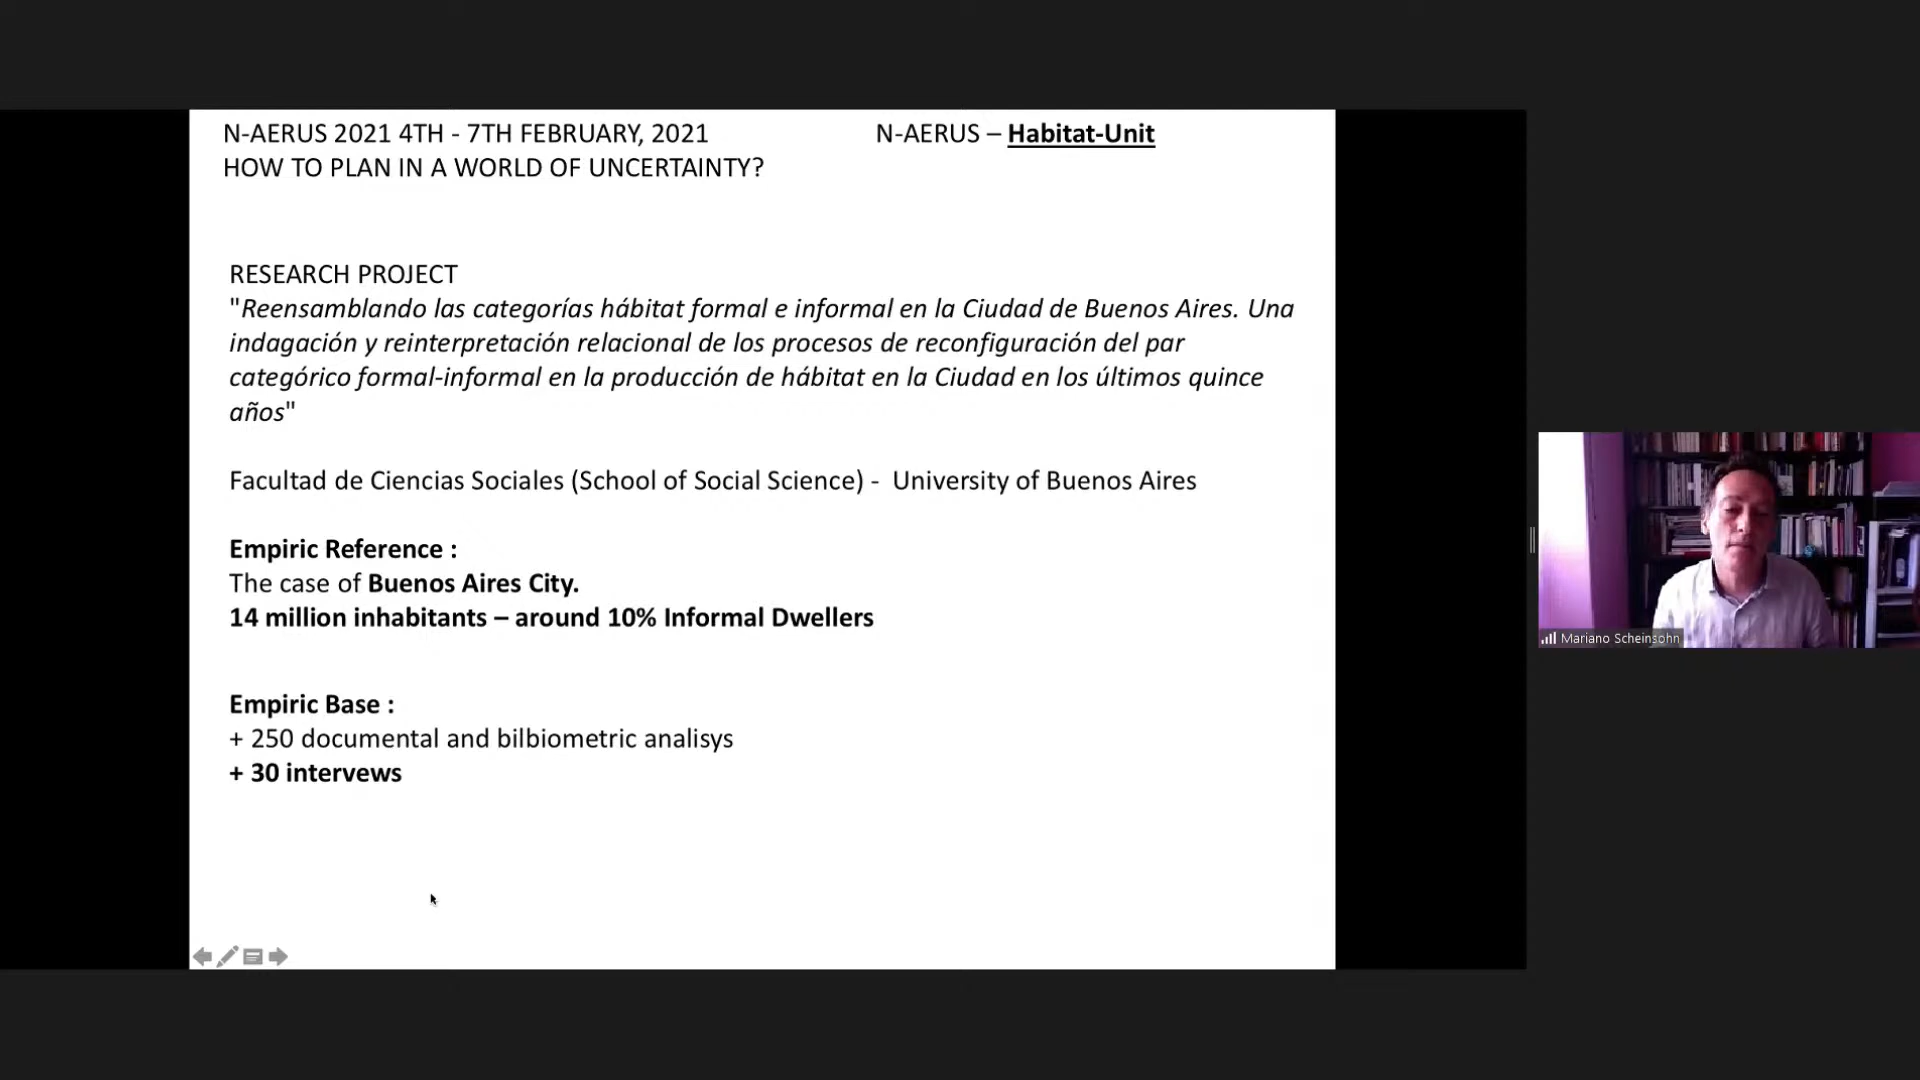 N-AERUS 2021 4TH - 7TH FEBRUARY, 2021
N-AERUS – Habitat-Unit
HOW TO PLAN IN A WORLD OF UNCERTAINTY?
RESEARCH PROJECT
"Reensamblando las categorías hábitat formal e informal en la Ciudad de Buenos Aires. Una
indagación y reinterpretación relacional de los procesos de reconfiguración del par
categórico formal-informal en la producción de hábitat en la Ciudad en los últimos quince
años"
Facultad de Ciencias Sociales (School of Social Science) - University of Buenos Aires
Empiric Reference :
The case of Buenos Aires City.
14 million inhabitants – around 10% Informal Dwellers
Empiric Base :
+ 250 documental and bilbiometric analisys
+ 30 intervews
Mariano Scheinsohn